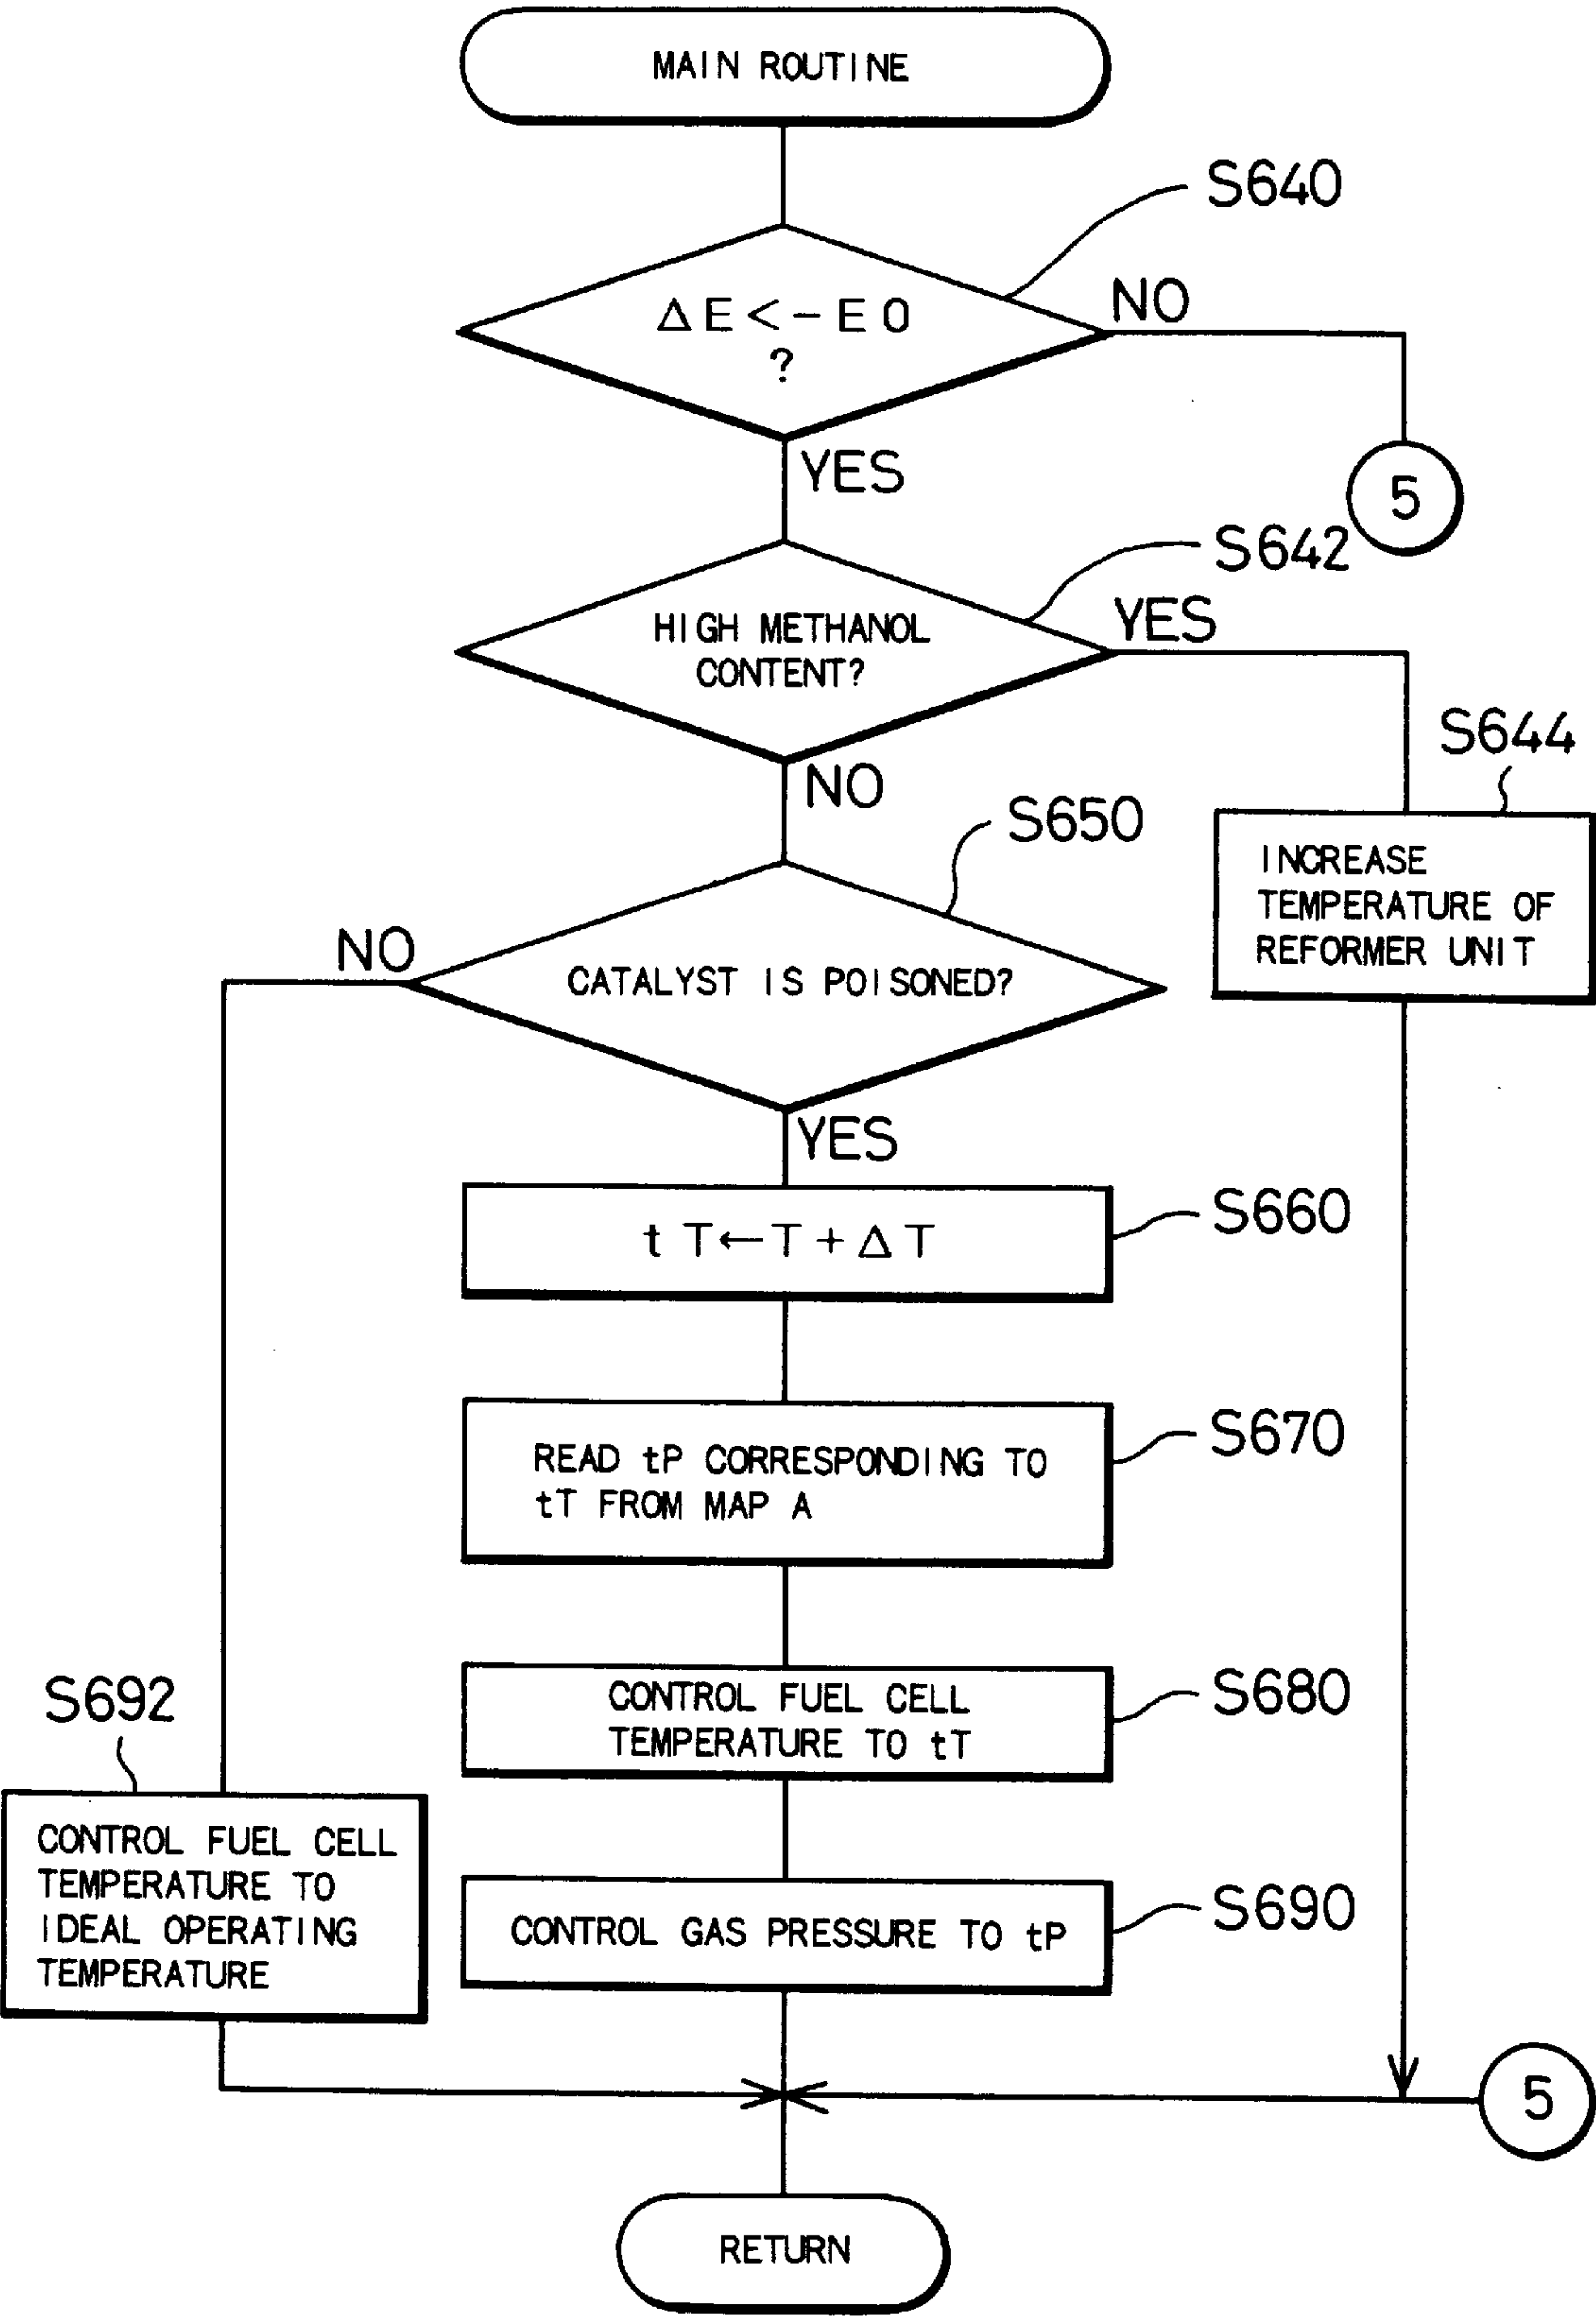 MAIN ROUTINE
S640
ΔE<-E0
?
NO
YES
5
S642
HIGH METHANOL
CONTENT?
YES
NO
S644
INCREASE
TEMPERATURE OF
REFORMER UNIT
S650
CATALYST IS POISONED?
NO
YES
S660
tT←T+ΔT
S670
READ tP CORRESPONDING TO
tT FROM MAP A
S680
CONTROL FUEL CELL
TEMPERATURE TO tT
S692
CONTROL FUEL CELL
TEMPERATURE TO
IDEAL OPERATING
TEMPERATURE
S690
CONTROL GAS PRESSURE TO tP
5
RETURN